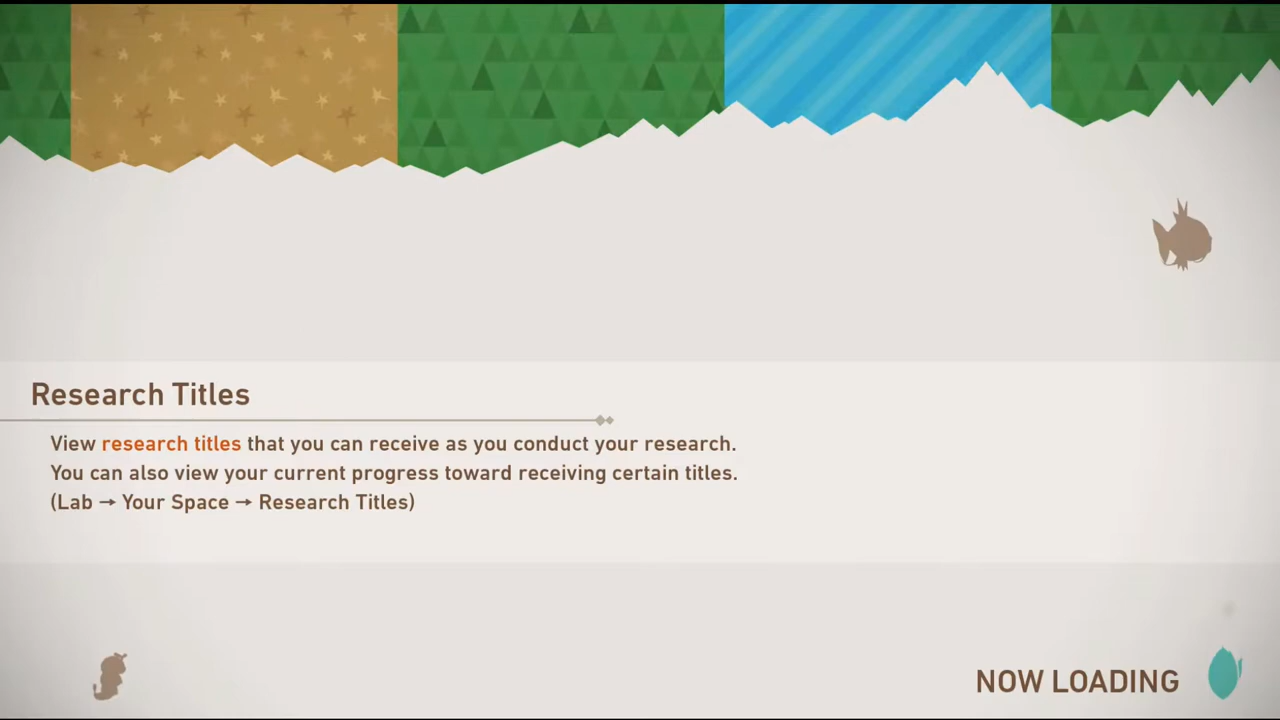 Research Titles
View research titles that you can receive as you conduct your research.
You can also view your current progress toward receiving certain titles.
(Lab → Your Space → Research Titles)
NOW LOADING